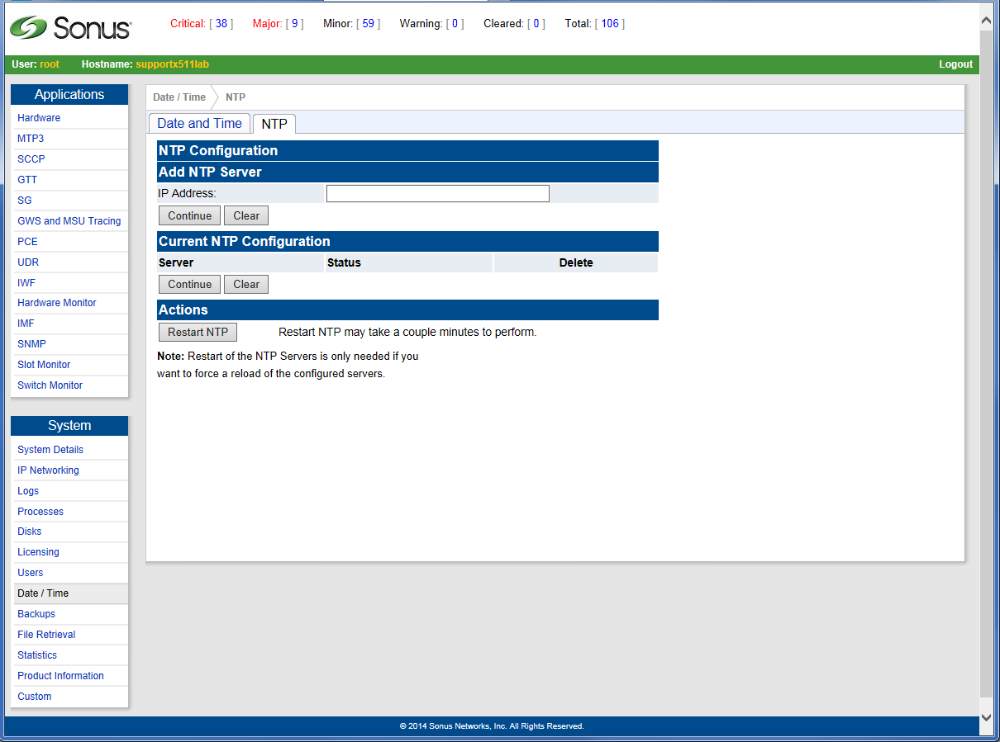 Sonus
Critical: [ 38 ] Major: [ 9 ] Minor: [ 59 ] Warning: [ 0 ] Cleared: [ 0 ] Total: [ 106 ]
User: root Hostname: supportx511lab Logout
Applications
Hardware
MTP3
SCCP
GTT
SG
GWS and MSU Tracing
PCE
UDR
IWF
Hardware Monitor
IMF
SNMP
Slot Monitor
Switch Monitor
System
System Details
IP Networking
Logs
Processes
Disks
Licensing
Users
Date / Time
Backups
File Retrieval
Statistics
Product Information
Custom
Date / Time NTP
Date and Time NTP
NTP Configuration
Add NTP Server
IP Address:
Continue Clear
Current NTP Configuration
Server Status Delete
Continue Clear
Actions
Restart NTP Restart NTP may take a couple minutes to perform.
Note: Restart of the NTP Servers is only needed if you
want to force a reload of the configured servers.
© 2014 Sonus Networks, Inc. All Rights Reserved.